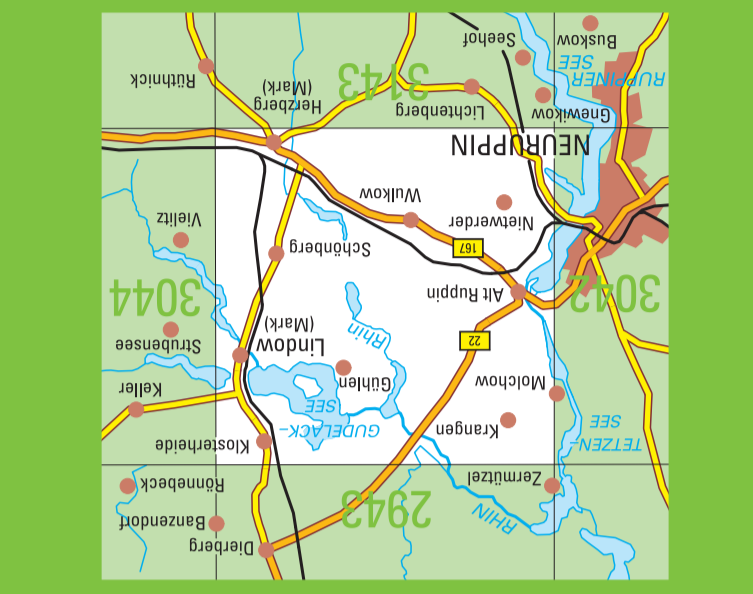 Dierberg
Banzendorf
RHIN
2943
Rönnebeck
Zermützel
Klosterheide
TETZEN-
SEE
Krangen
GUDELACK-
SEE
Keller
Molchow
Gühlen
Lindow
(Mark)
Strubensee
22
Rhin
3042
Alt Ruppin
3044
167
Schönberg
Nietwerder
Vielitz
Wulkow
NEURUPPIN
Gnewikow
Lichtenberg
Herzberg
(Mark)
3143
RUPPINER
SEE
Rüthnick
Buskow
Seehof